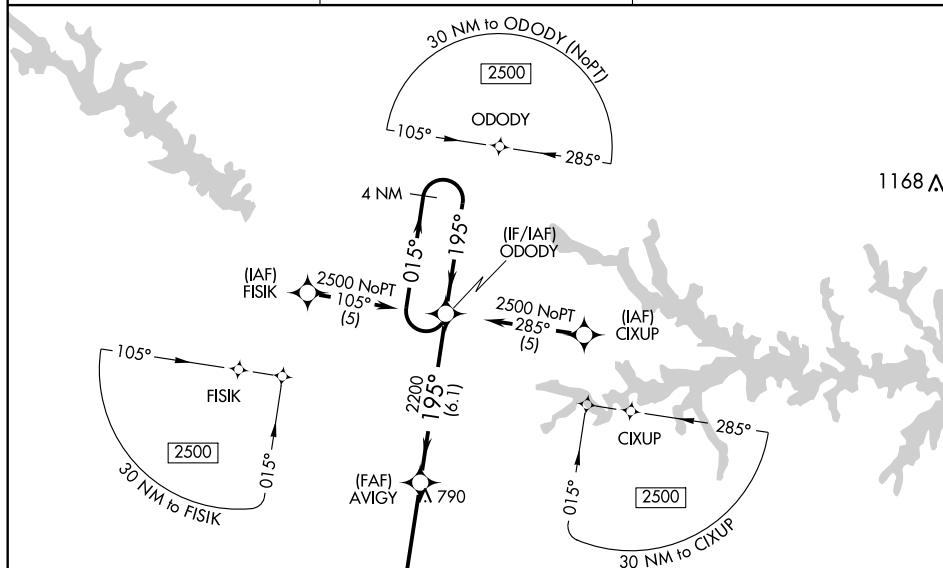 30 NM to ODODY (NoPT)
2500
ODODY
105°
285°
1168
4 NM
015°
195°
(IF/IAF)
ODODY
(IAF)
FISIK
2500 NoPT
105°
(5)
2500 NoPT
285°
(5)
(IAF)
CIXUP
105°
FISIK
2500
015°
30 NM to FISIK
2200
195°
(6.1)
CIXUP
285°
015°
2500
30 NM to CIXUP
(FAF)
AVIGY
790